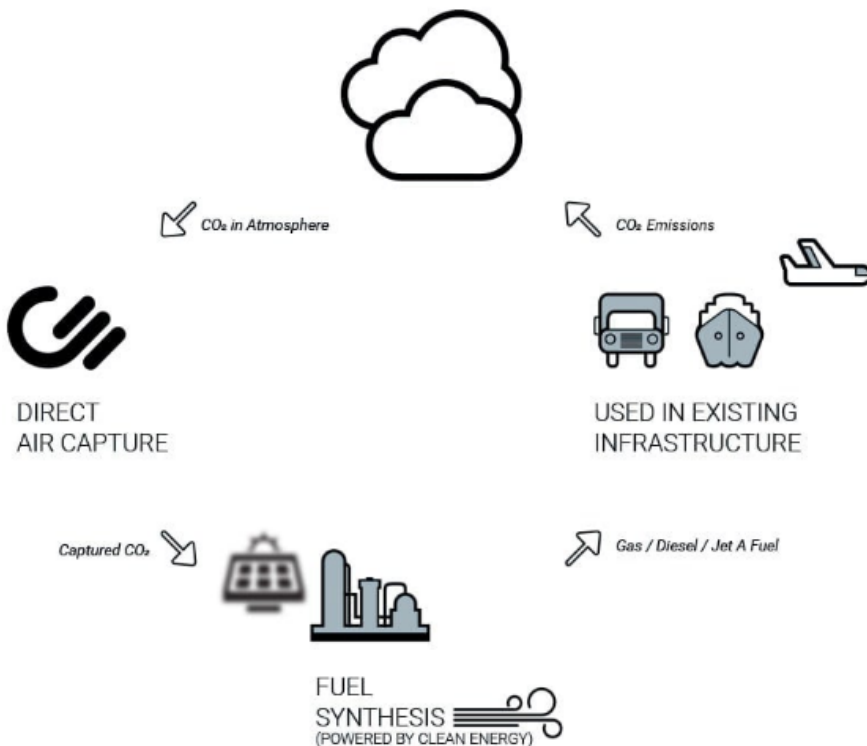 CO₂ in Atmosphere
CO₂ Emissions
DIRECT
AIR CAPTURE
USED IN EXISTING
INFRASTRUCTURE
Captured CO₂
Gas / Diesel / Jet A Fuel
FUEL
SYNTHESIS
(POWERED BY CLEAN ENERGY)